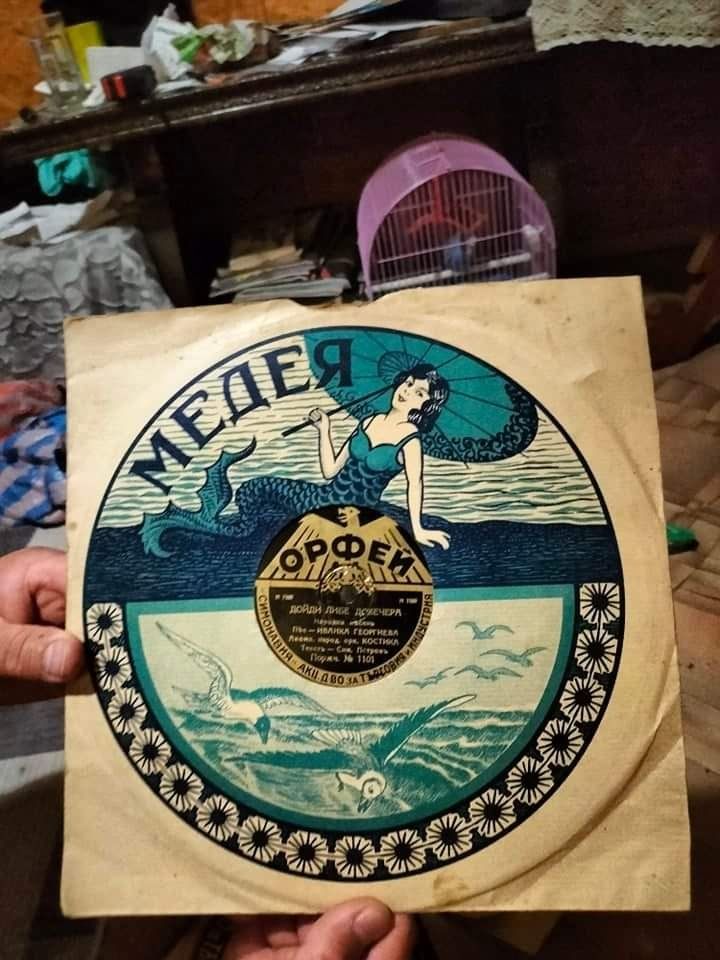 МЕДЕЯ
ОРФЕЙ
ДОЙДИ ЛИБЕ ДОВЕЧЕРА
Народна пѣсень
Пѣе — ИВАНКА ГЕОРГИЕВА
Акомп. народ. орк. КОСТИКА
Текстъ — Сим. Петровъ
Поръч. № 1101
СИМОНАВИЯ - АКЦ. Д-ВО ЗА ТЪРГОВИЯ И ИНДУСТРИЯ